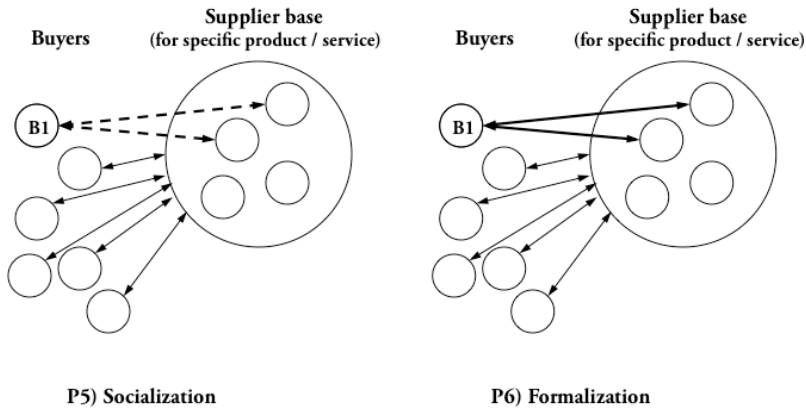 Buyers
Supplier base
(for specific product / service)
B1
P5) Socialization
Buyers
Supplier base
(for specific product / service)
B1
P6) Formalization